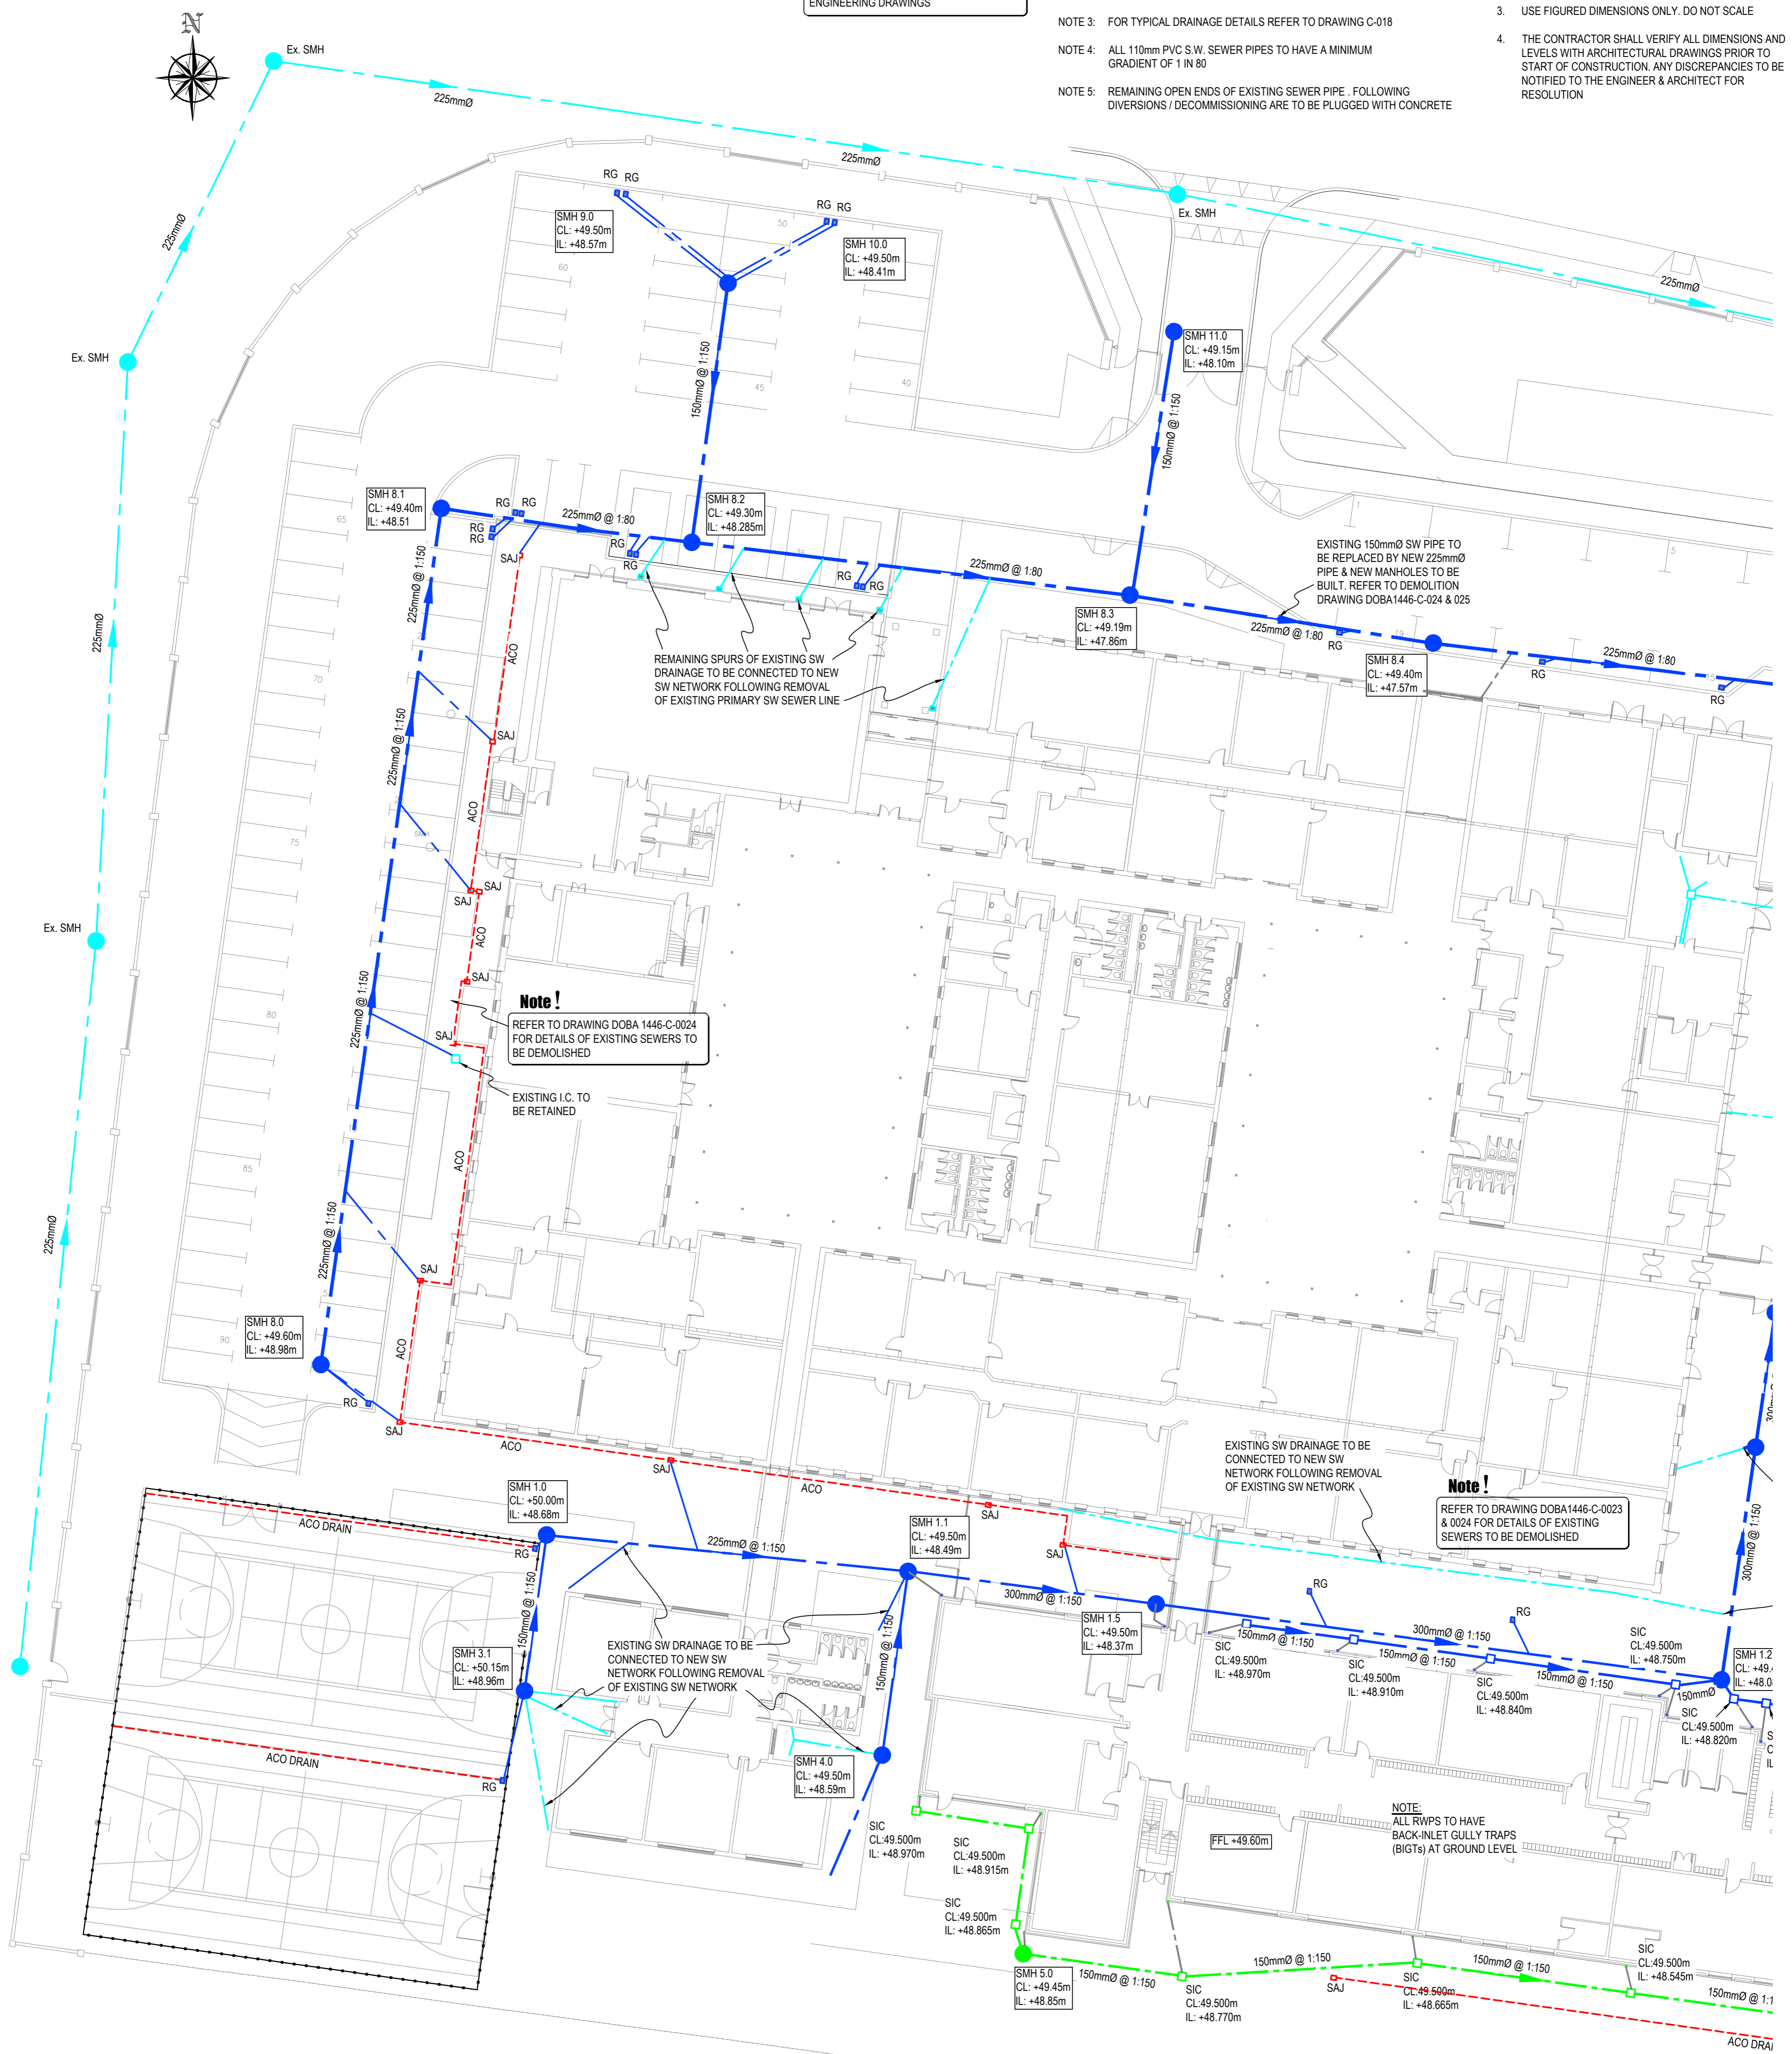 ENGINEERING DRAWINGS
NOTE 3: FOR TYPICAL DRAINAGE DETAILS REFER TO DRAWING C-018
NOTE 4: ALL 110mm PVC S.W. SEWER PIPES TO HAVE A MINIMUM
GRADIENT OF 1 IN 80
NOTE 5: REMAINING OPEN ENDS OF EXISTING SEWER PIPE . FOLLOWING
DIVERSIONS / DECOMMISSIONING ARE TO BE PLUGGED WITH CONCRETE
3. USE FIGURED DIMENSIONS ONLY. DO NOT SCALE
4. THE CONTRACTOR SHALL VERIFY ALL DIMENSIONS AND
LEVELS WITH ARCHITECTURAL DRAWINGS PRIOR TO
START OF CONSTRUCTION. ANY DISCREPANCIES TO BE
NOTIFIED TO THE ENGINEER & ARCHITECT FOR
RESOLUTION
N
Ex. SMH
225mmØ
225mmØ
Ex. SMH
225mmØ
225mmØ
Ex. SMH
225mmØ
Ex. SMH
225mmØ
RG RG
RG RG
SMH 9.0
CL: +49.50m
IL: +48.57m
SMH 10.0
CL: +49.50m
IL: +48.41m
50
60
45
40
150mmØ @ 1:150
SMH 11.0
CL: +49.15m
IL: +48.10m
150mmØ @ 1:150
SMH 8.1
CL: +49.40m
IL: +48.51
RG
RG
RG
RG
225mmØ @ 1:80
SMH 8.2
CL: +49.30m
IL: +48.285m
65
SAJ
RG
RG
RG
RG
225mmØ @ 1:80
EXISTING 150mmØ SW PIPE TO
BE REPLACED BY NEW 225mmØ
PIPE & NEW MANHOLES TO BE
BUILT. REFER TO DEMOLITION
DRAWING DOBA1446-C-024 & 025
5
SMH 8.3
CL: +49.19m
IL: +47.86m
225mmØ @ 1:80
RG
19
SMH 8.4
CL: +49.40m
IL: +47.57m
225mmØ @ 1:80
RG
15
RG
225mmØ @ 1:150
ACO
REMAINING SPURS OF EXISTING SW
DRAINAGE TO BE CONNECTED TO NEW
SW NETWORK FOLLOWING REMOVAL
OF EXISTING PRIMARY SW SEWER LINE
70
225mmØ @ 1:150
SAJ
ACO
SMH
75
SAJ
SAJ
ACO
SAJ
225mmØ @ 1:150
80
Note !
REFER TO DRAWING DOBA 1446-C-0024
FOR DETAILS OF EXISTING SEWERS TO
BE DEMOLISHED
SAJ
EXISTING I.C. TO
BE RETAINED
ACO
85
225mmØ @ 1:150
225mmØ
SAJ
5
SMH 8.0
CL: +49.60m
IL: +48.98m
90
ACO
RG
SAJ
ACO
SAJ
ACO
SAJ
300mmØ @
EXISTING SW DRAINAGE TO BE
CONNECTED TO NEW SW
NETWORK FOLLOWING REMOVAL
OF EXISTING SW NETWORK
Note !
REFER TO DRAWING DOBA1446-C-0023
& 0024 FOR DETAILS OF EXISTING
SEWERS TO BE DEMOLISHED
ACO DRAIN
SMH 1.0
CL: +50.00m
IL: +48.68m
RG
225mmØ @ 1:150
SMH 1.1
CL: +49.50m
IL: +48.49m
SAJ
300mmØ @ 1:150
150mmØ @ 1:150
300mmØ @ 1:150
SMH 1.5
CL: +49.50m
IL: +48.37m
RG
RG
SMH 3.1
CL: +50.15m
IL: +48.96m
EXISTING SW DRAINAGE TO BE
CONNECTED TO NEW SW
NETWORK FOLLOWING REMOVAL
OF EXISTING SW NETWORK
150mmØ @ 1:150
SIC
CL:49.500m
IL: +48.970m
150mmØ @ 1:150
300mmØ @ 1:150
150mmØ @ 1:150
SIC
CL:49.500m
IL: +48.910m
150mmØ @ 1:150
SIC
CL:49.500m
IL: +48.840m
SIC
CL:49.500m
IL: +48.750m
150mmØ
SMH 1.2
SIC
CL:49.500m
IL: +48.820m
ACO DRAIN
RG
SMH 4.0
CL: +49.50m
IL: +48.59m
SIC
CL:49.500m
IL: +48.970m
SIC
CL:49.500m
IL: +48.915m
SIC
CL:49.500m
IL: +48.865m
FFL +49.60m
NOTE:
ALL RWPS TO HAVE
BACK-INLET GULLY TRAPS
(BIGTs) AT GROUND LEVEL
SMH 5.0
CL: +49.45m
IL: +48.85m
150mmØ @ 1:150
SIC
CL:49.500m
IL: +48.770m
150mmØ @ 1:150
SAJ
SIC
CL:49.500m
IL: +48.665m
150mmØ @ 1:150
SIC
CL:49.500m
IL: +48.545m
150mmØ @ 1:1
ACO DRAI